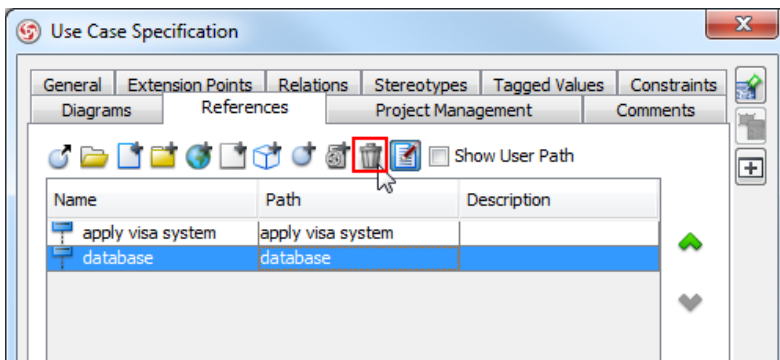 Use Case Specification
General Extension Points Relations Stereotypes Tagged Values Constraints
Diagrams References Project Management Comments
Show User Path
Name Path Description
apply visa system apply visa system
database database